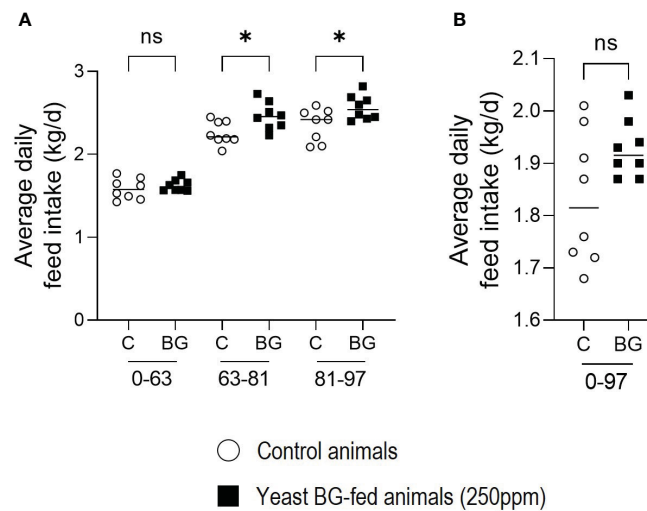 A
ns
*
*
Average daily
feed intake (kg/d)
3
2
1
0
C BG C BG C BG
0-63 63-81 81-97
B
ns
Average daily
feed intake (kg/d)
2.1
2.0
1.9
1.8
1.7
1.6
C BG
0-97
Control animals
Yeast BG-fed animals (250ppm)